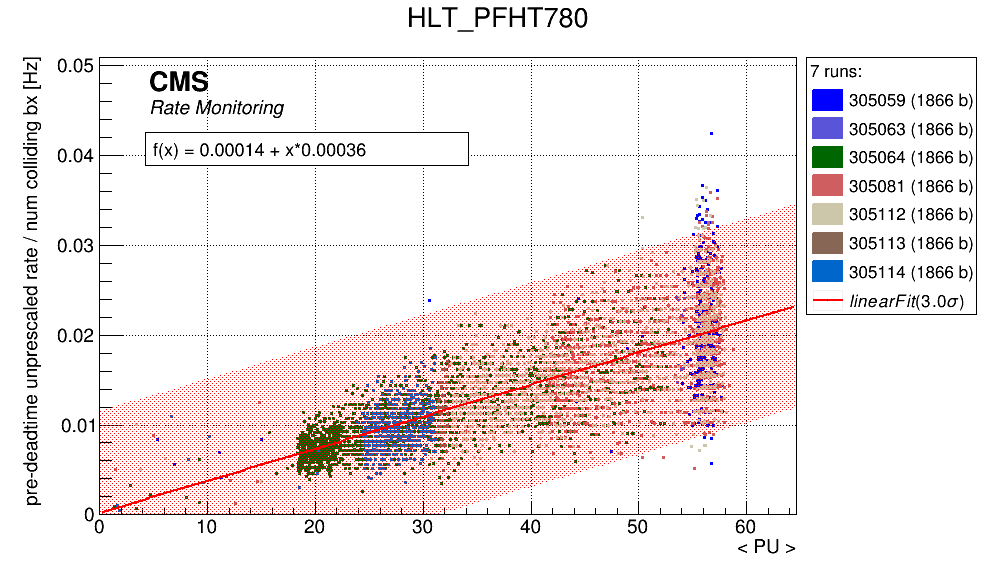 HLT_PFHT780
pre-deadtime unprescaled rate / num colliding bx [Hz]
0.05
0.04
0.03
0.02
0.01
0
CMS
Rate Monitoring
f(x) = 0.00014 + x*0.00036
0 10 20 30 40 50 60
< PU >
7 runs:
305059 (1866 b)
305063 (1866 b)
305064 (1866 b)
305081 (1866 b)
305112 (1866 b)
305113 (1866 b)
305114 (1866 b)
linearFit(3.0σ)